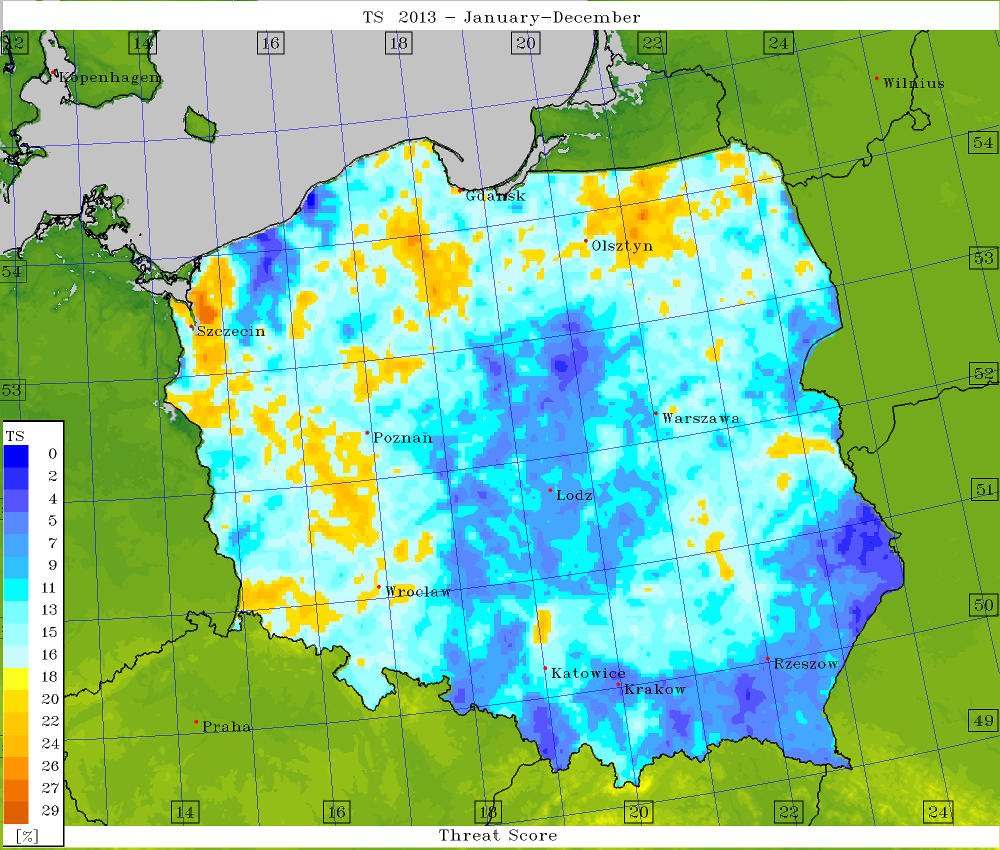 TS 2013 - January-December
12 14 16 18 20 22 24
Kopenhagen
Wilnius
54
Gdansk
Olsztyn
53
54
Szczecin
52
53
Warszawa
Poznan
TS
0
2
4
5
7
9
11
13
15
16
18
20
22
24
26
27
29
[%]
51
Lodz
Wroclaw
50
Rzeszow
Katowice
Krakow
49
Praha
14 16 18 20 22 24
Threat Score